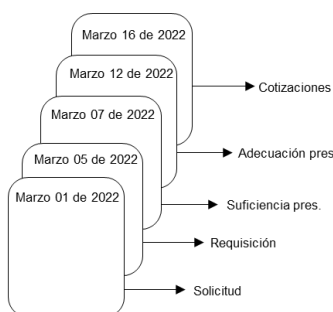 Marzo 16 de 2022
Cotizaciones
Marzo 12 de 2022
Adecuación pres
Marzo 07 de 2022
Suficiencia pres.
Marzo 05 de 2022
Requisición
Marzo 01 de 2022
Solicitud